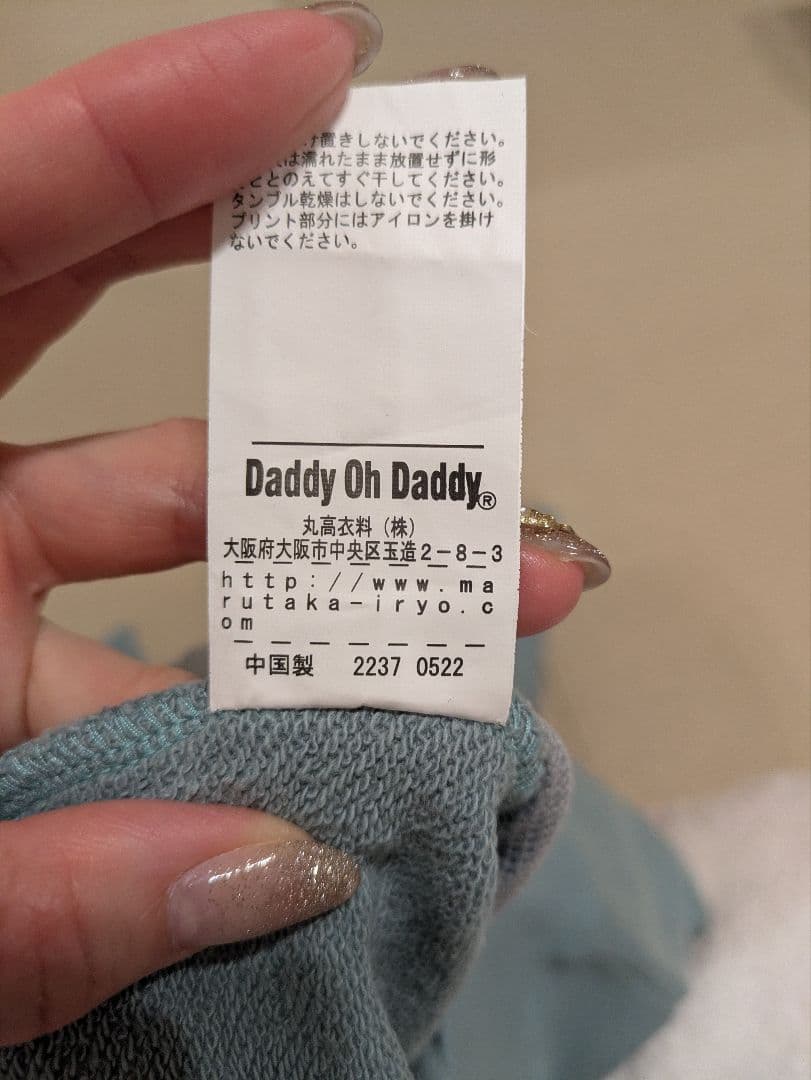 け置きしないでください。
は濡れたまま放置せずに形
ととのえてすぐ干してください。
タンブル乾燥はしないでください。
プリント部分にはアイロンを掛け
ないでください。
Daddy Oh Daddy®
丸高衣料（株）
大阪府大阪市中央区玉造2－8－3
http://www.ma
rutaka-iryo.c
om
中国製 2237 0522